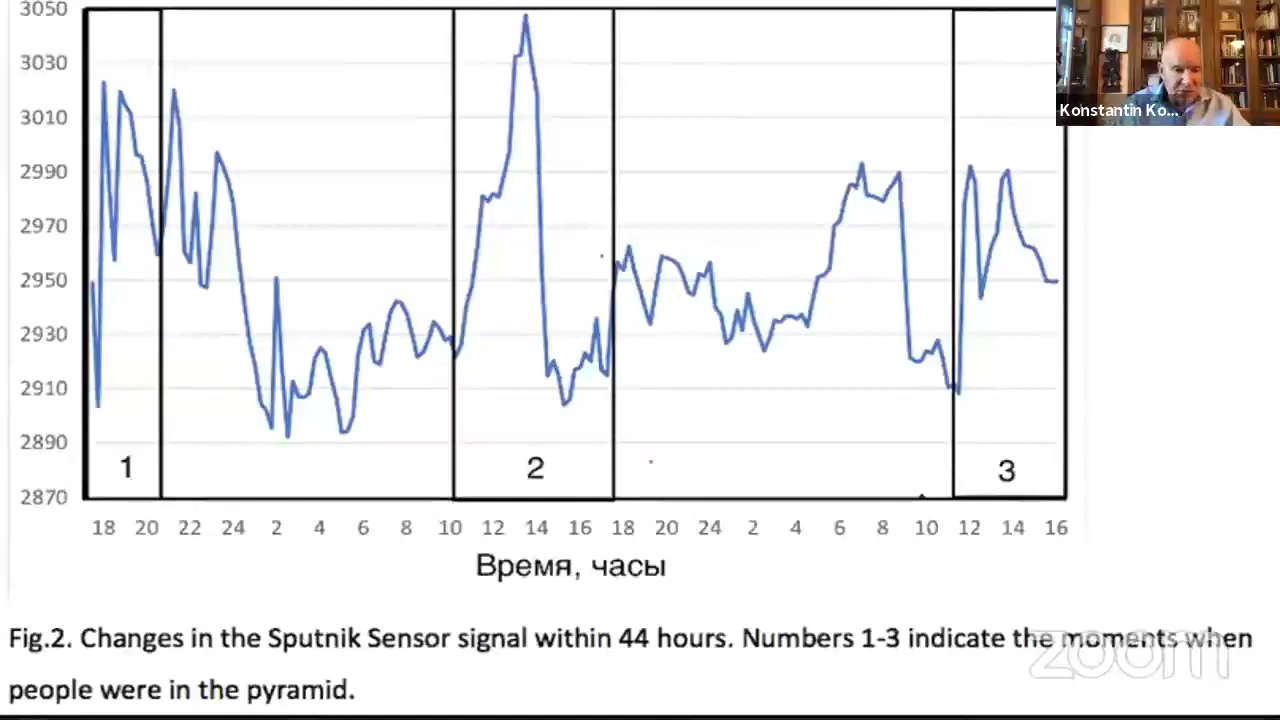 3050
3030
3010
2990
2970
2950
2930
2910
2890
2870
1
2
3
18 20 22 24 2 4 6 8 10 12 14 16 18 20 24 2 4 6 8 10 12 14 16
Время, часы
Fig.2. Changes in the Sputnik Sensor signal within 44 hours. Numbers 1-3 indicate the moments when
people were in the pyramid.
Konstantin Ko...
zoom